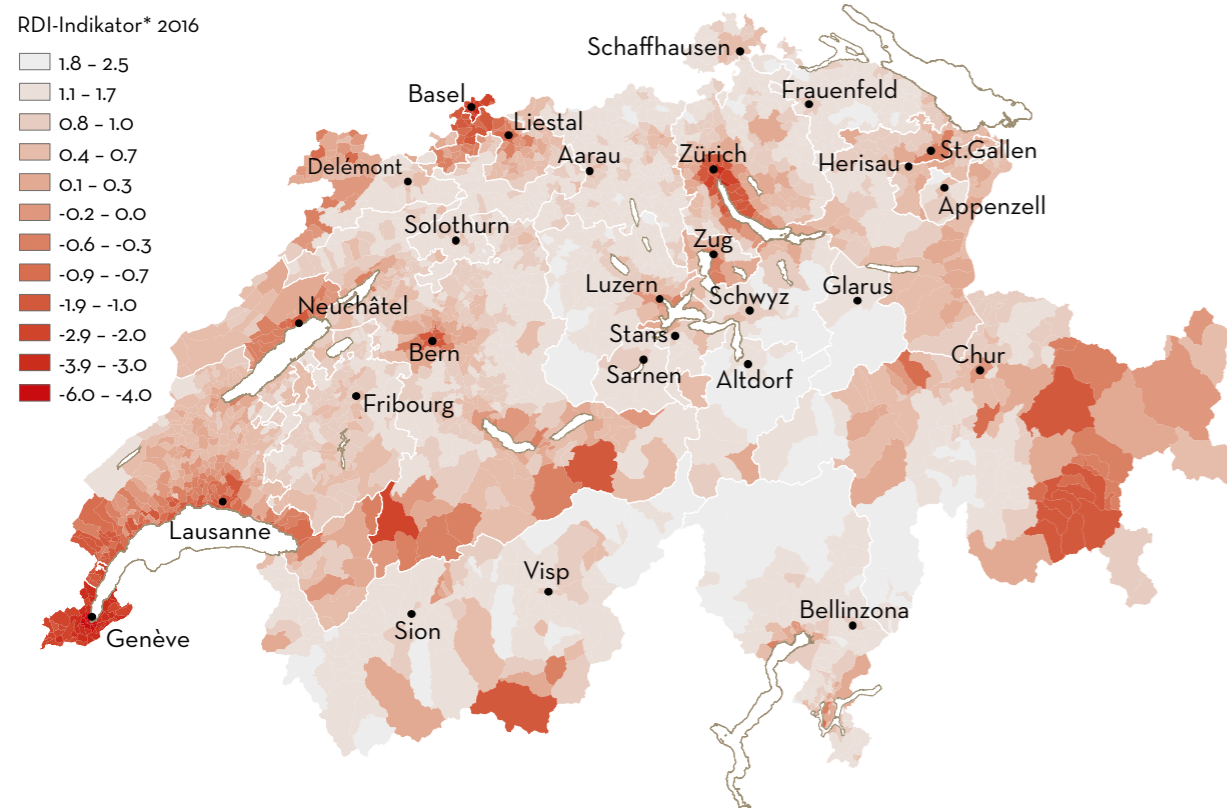 RDI-Indikator* 2016
1.8 – 2.5
1.1 – 1.7
0.8 – 1.0
0.4 – 0.7
0.1 – 0.3
-0.2 – 0.0
-0.6 – -0.3
-0.9 – -0.7
-1.9 – -1.0
-2.9 – -2.0
-3.9 – -3.0
-6.0 – -4.0
Schaffhausen
Basel
Frauenfeld
Liestal
Delémont
Aarau
Zürich
Herisau
St.Gallen
Appenzell
Solothurn
Zug
Luzern
Schwyz
Glarus
Neuchâtel
Stans
Bern
Sarnen
Altdorf
Chur
Fribourg
Lausanne
Visp
Bellinzona
Sion
Genève